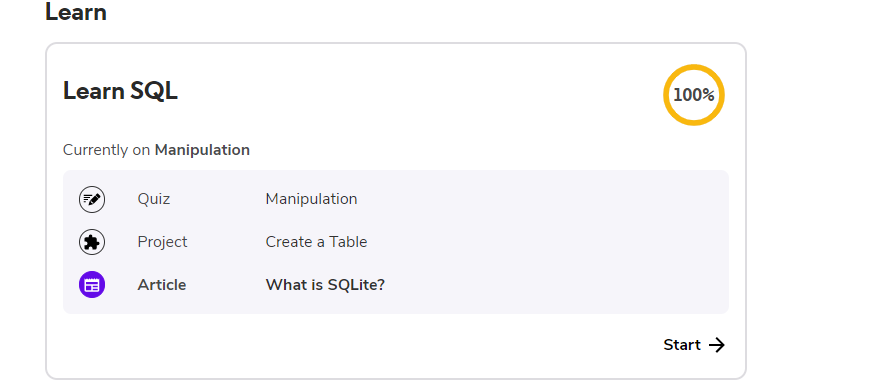 Learn
Learn SQL
100%
Currently on Manipulation
Quiz Manipulation
Project Create a Table
Article What is SQLite?
Start